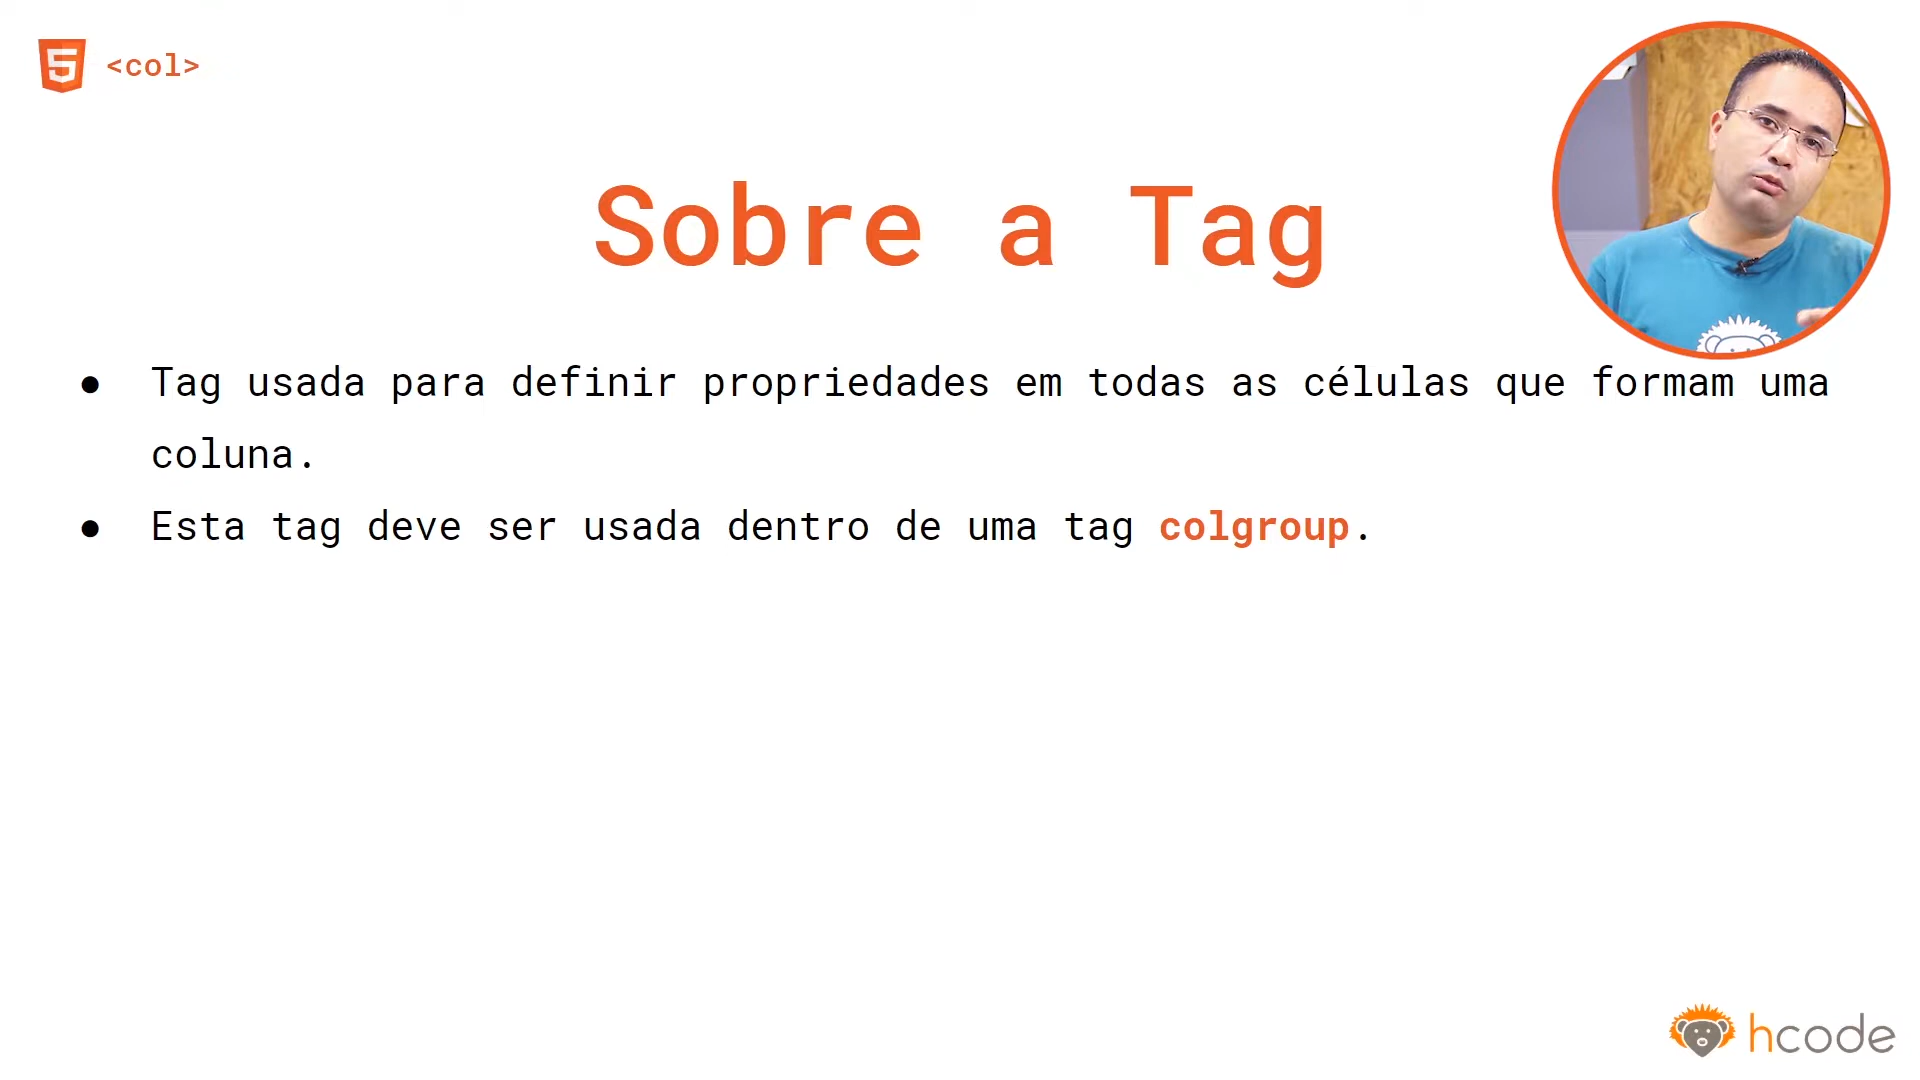 <col>
Sobre a Tag
● Tag usada para definir propriedades em todas as células que formam uma
coluna.
● Esta tag deve ser usada dentro de uma tag colgroup.
hcode